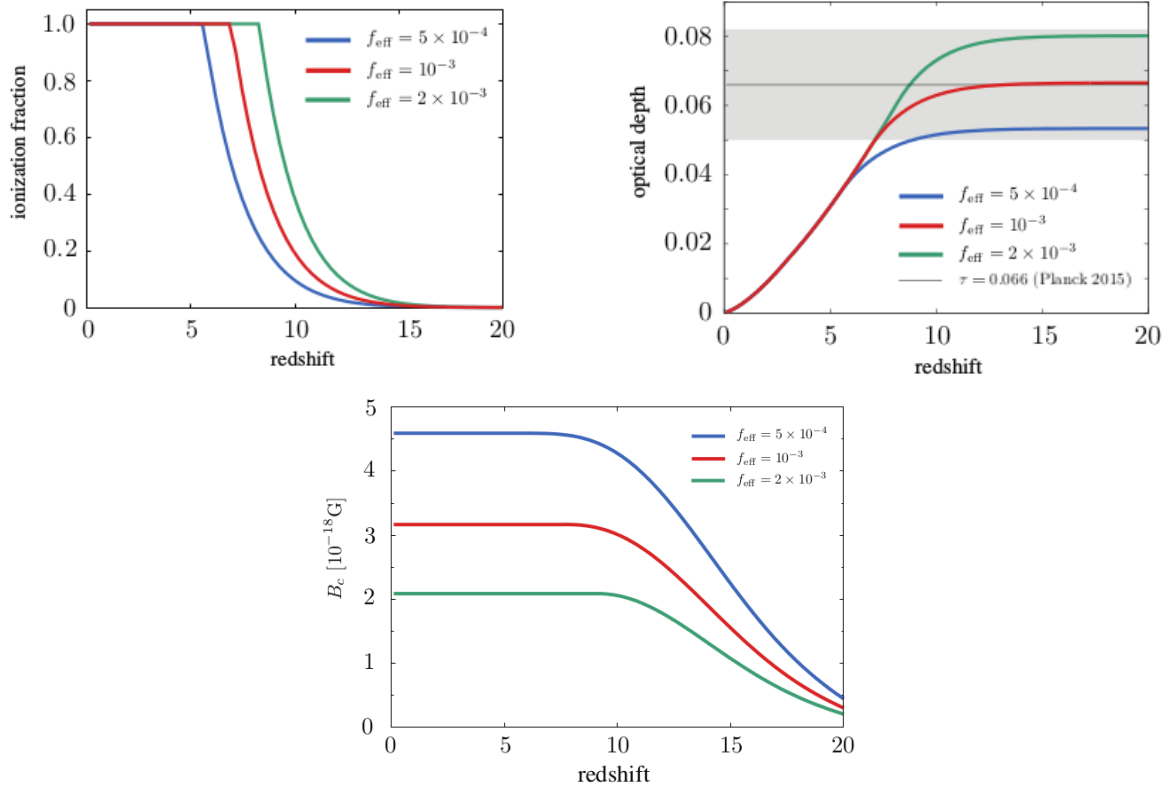 1.0
0.8
0.6
0.4
0.2
0
ionization fraction
f_eff = 5 × 10⁻⁴
f_eff = 10⁻³
f_eff = 2 × 10⁻³
0 5 10 15 20
redshift
0.08
0.06
0.04
0.02
0
optical depth
f_eff = 5 × 10⁻⁴
f_eff = 10⁻³
f_eff = 2 × 10⁻³
τ = 0.066 (Planck 2015)
0 5 10 15 20
redshift
5
4
3
2
1
0
B_c [10⁻¹⁸G]
f_eff = 5 × 10⁻⁴
f_eff = 10⁻³
f_eff = 2 × 10⁻³
0 5 10 15 20
redshift